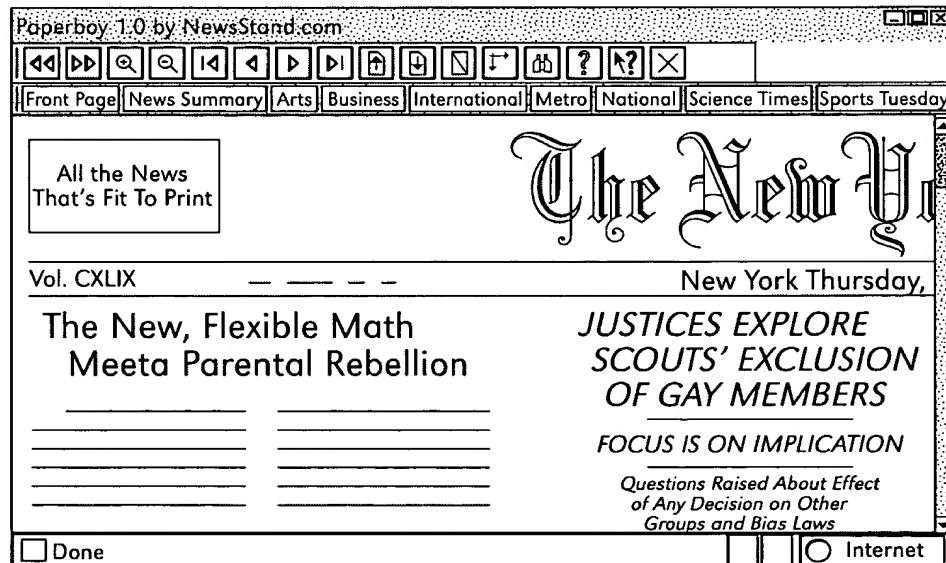 Paperboy 1.0 by NewsStand.com
Front Page News Summary Arts Business International Metro National Science Times Sports Tuesday
All the News
That's Fit To Print
The New Yo
Vol. CXLIX
New York Thursday,
The New, Flexible Math
Meeta Parental Rebellion
JUSTICES EXPLORE
SCOUTS' EXCLUSION
OF GAY MEMBERS
FOCUS IS ON IMPLICATION
Questions Raised About Effect
of Any Decision on Other
Groups and Bias Laws
Done
Internet